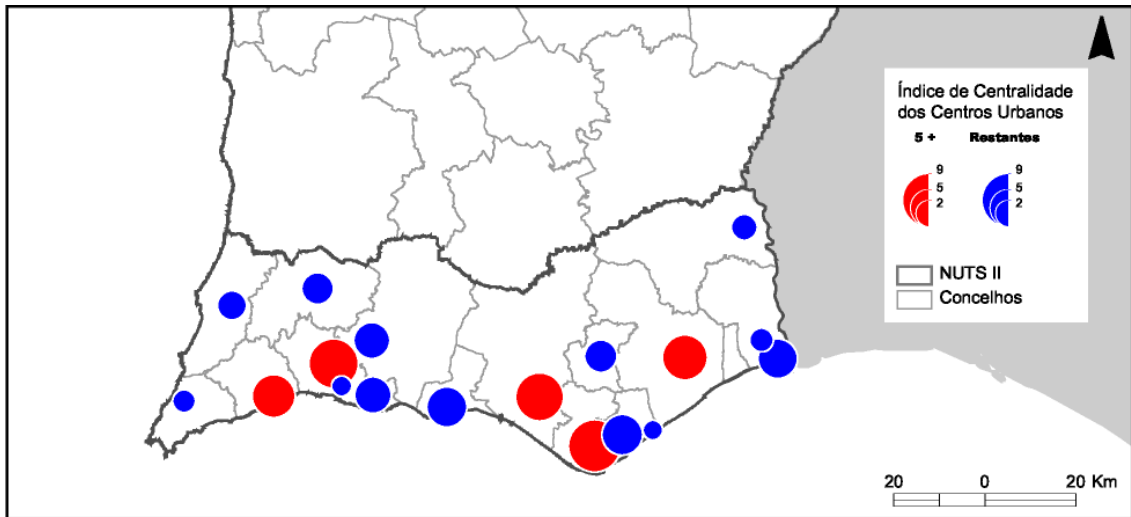 Índice de Centralidade
dos Centros Urbanos
5 + Restantes
9 9
5 5
2 2
NUTS II
Concelhos
20 0 20 Km